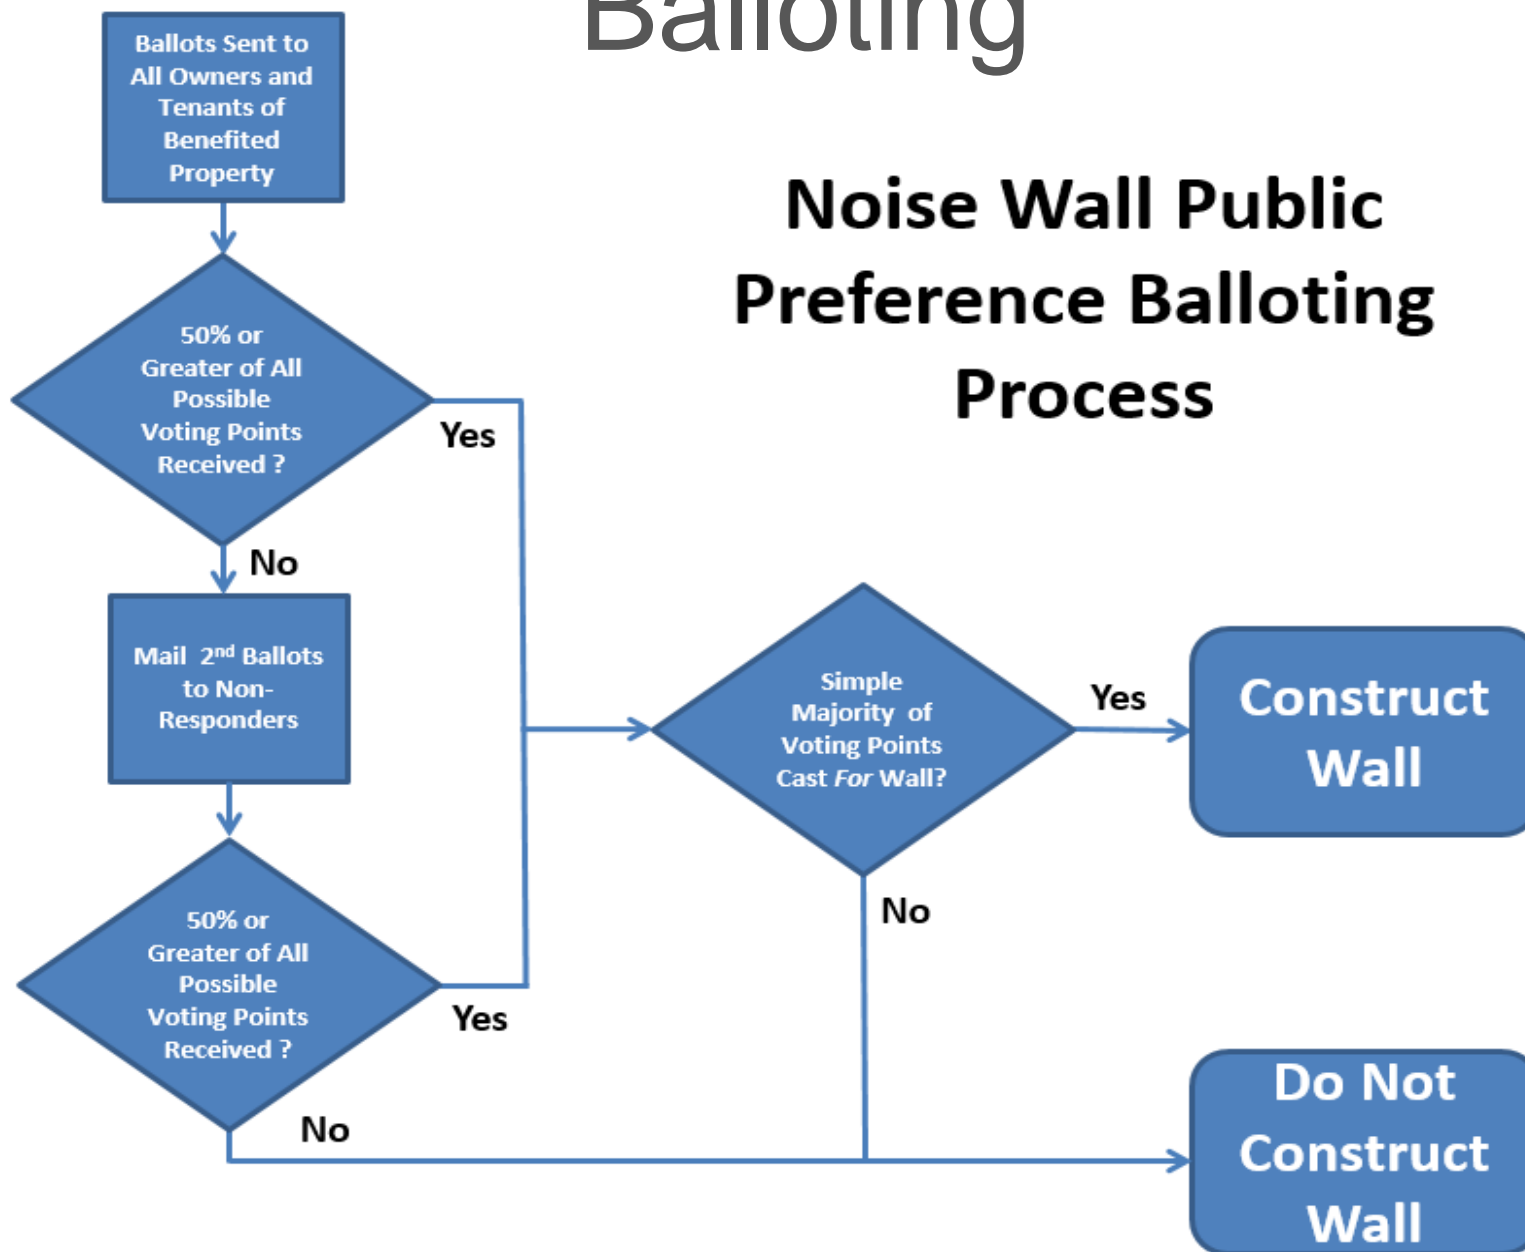 Balloting
Noise Wall Public
Preference Balloting
Process
Ballots Sent to
All Owners and
Tenants of
Benefited
Property
50% or
Greater of All
Possible
Voting Points
Received ?
Yes
No
Mail 2nd Ballots
to Non-
Responders
50% or
Greater of All
Possible
Voting Points
Received ?
Yes
No
Simple
Majority of
Voting Points
Cast For Wall?
Yes
No
Construct
Wall
Do Not
Construct
Wall